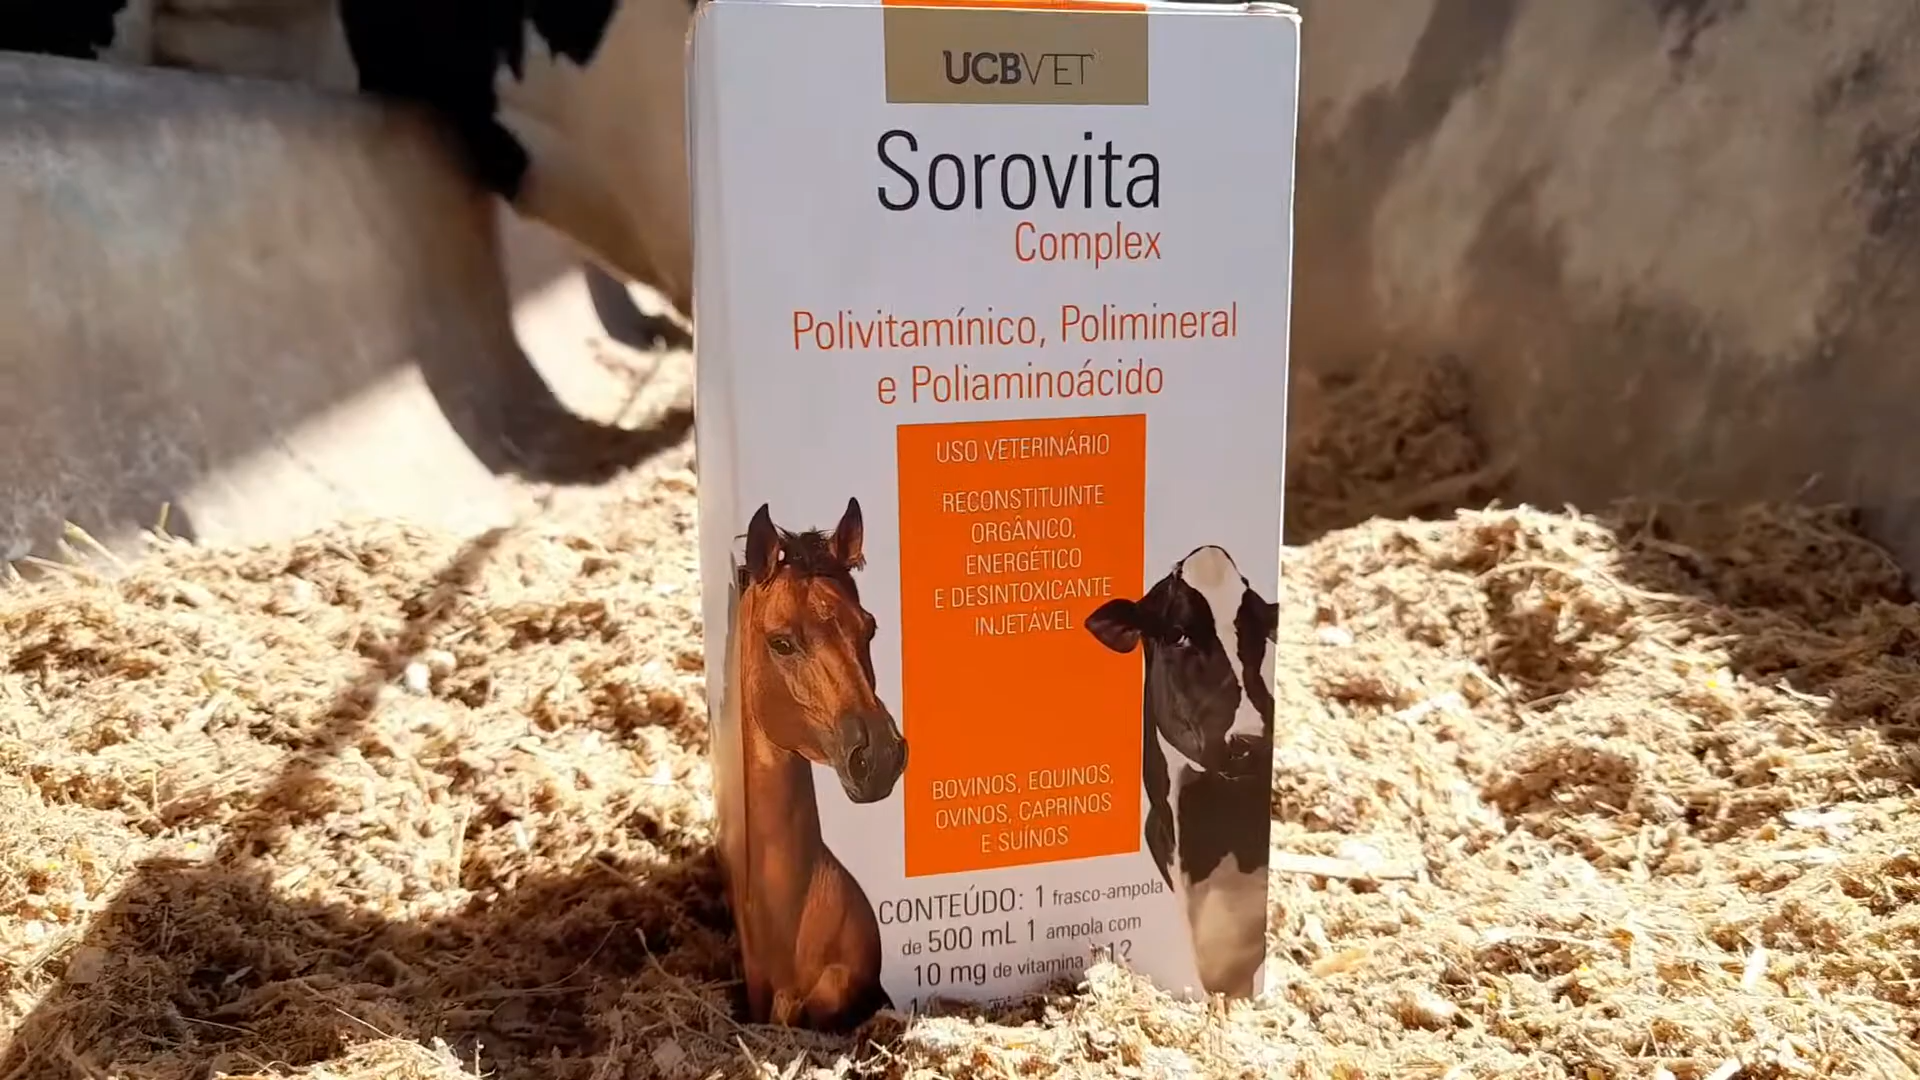 UCBVET
Sorovita
Complex
Polivitamínico, Polimineral
e Poliaminoácido
USO VETERINÁRIO
RECONSTITUINTE
ORGÂNICO,
ENERGÉTICO
E DESINTOXICANTE
INJETÁVEL
BOVINOS, EQUINOS,
OVINOS, CAPRINOS
E SUÍNOS
CONTEÚDO: 1 frasco-ampola
de 500 mL 1 ampola com
10 mg de vitamina